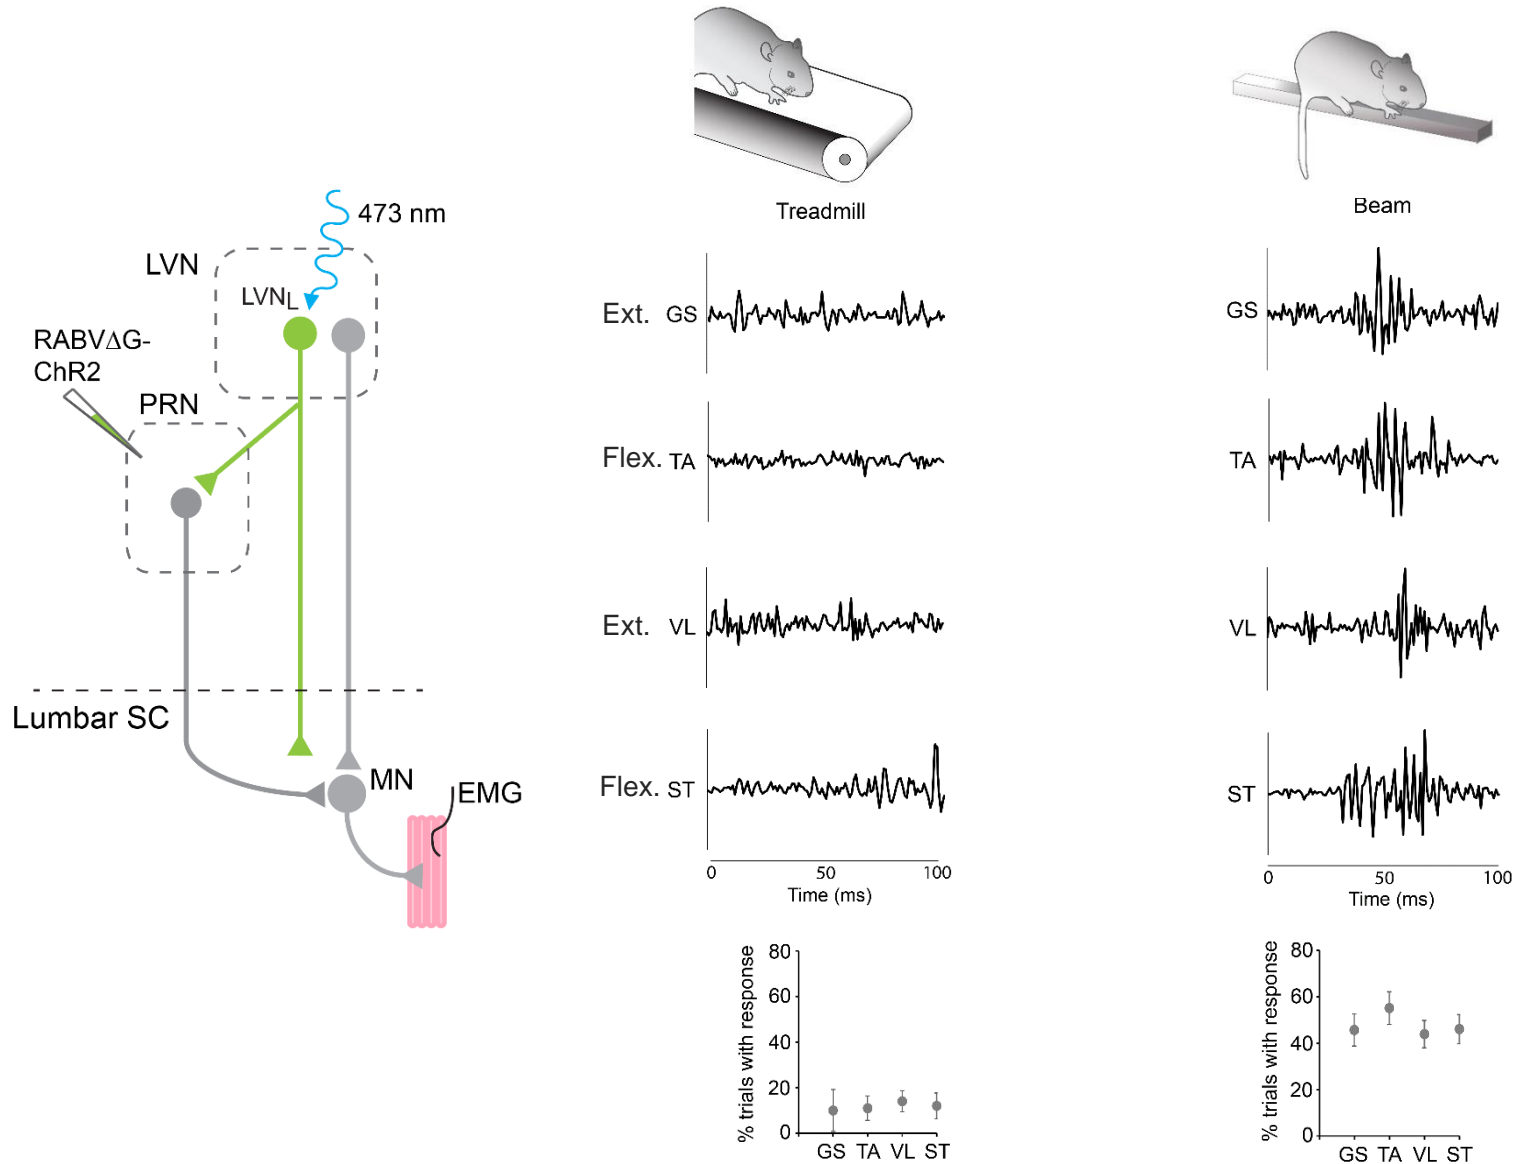 473 nm
LVN
LVNL
RABVΔG-
ChR2
PRN
Lumbar SC
MN
EMG
Treadmill
Ext. GS
Flex. TA
Ext. VL
Flex. ST
0 50 100
Time (ms)
% trials with response
80
60
40
20
0
GS TA VL ST
Beam
GS
TA
VL
ST
0 50 100
Time (ms)
% trials with response
80
60
40
20
0
GS TA VL ST